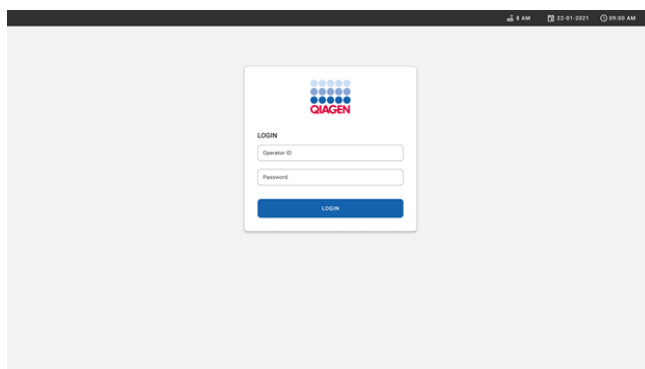 8 AM 22-01-2021 09:00 AM
QIAGEN
LOGIN
Operator ID
Password
LOGIN